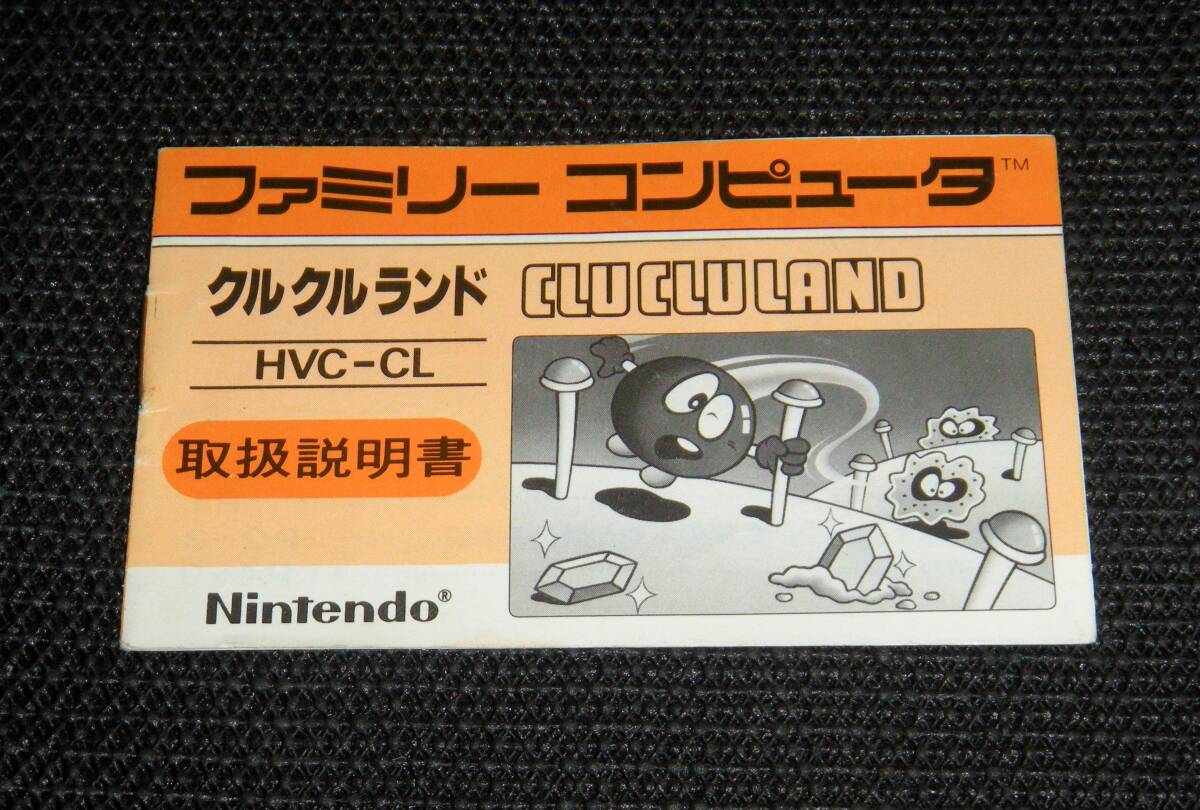 ファミリー コンピュータ™
クルクルランド
CLU CLU LAND
HVC-CL
取扱説明書
Nintendo®